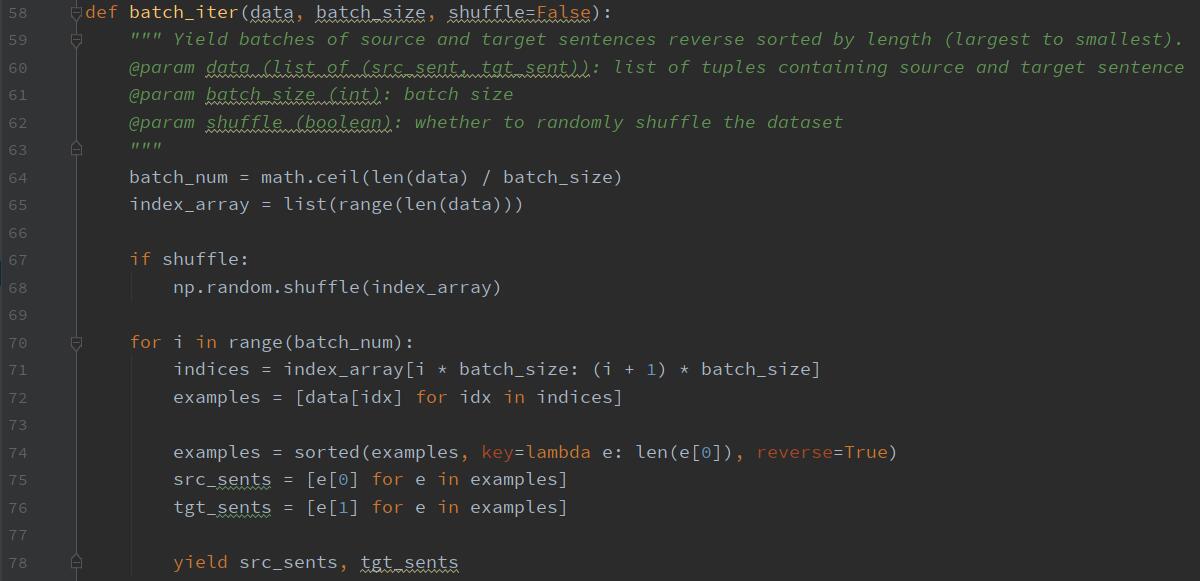 58 def batch_iter(data, batch_size, shuffle=False):
59 """ Yield batches of source and target sentences reverse sorted by length (largest to smallest).
60 @param data (list of (src_sent, tgt_sent)): list of tuples containing source and target sentence
61 @param batch_size (int): batch size
62 @param shuffle (boolean): whether to randomly shuffle the dataset
63 """
64 batch_num = math.ceil(len(data) / batch_size)
65 index_array = list(range(len(data)))
66
67 if shuffle:
68 np.random.shuffle(index_array)
69
70 for i in range(batch_num):
71 indices = index_array[i * batch_size: (i + 1) * batch_size]
72 examples = [data[idx] for idx in indices]
73
74 examples = sorted(examples, key=lambda e: len(e[0]), reverse=True)
75 src_sents = [e[0] for e in examples]
76 tgt_sents = [e[1] for e in examples]
77
78 yield src_sents, tgt_sents